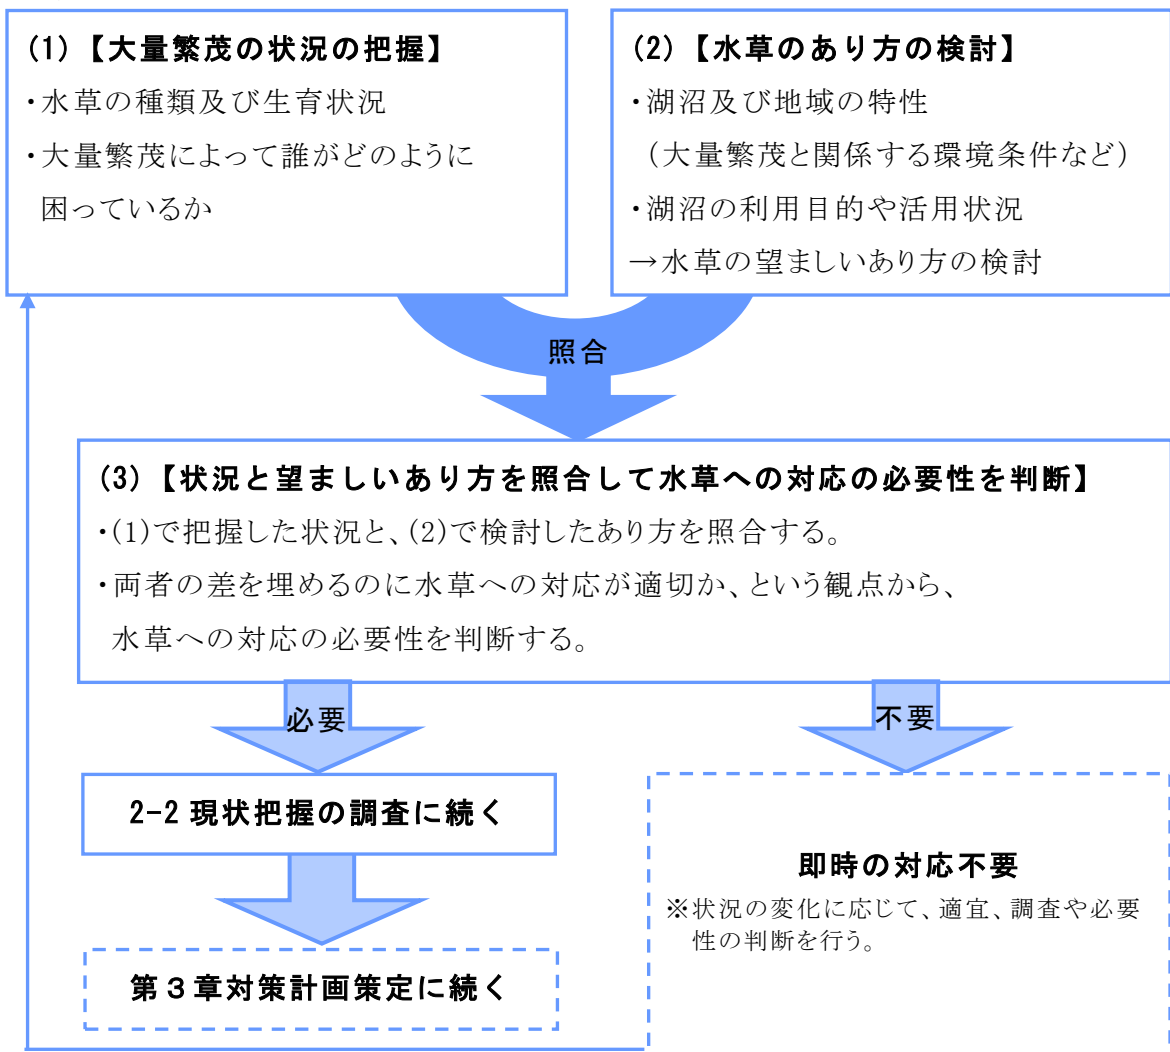 (1)【大量繁茂の状況の把握】
・水草の種類及び生育状況
・大量繁茂によって誰がどのように
困っているか
(2)【水草のあり方の検討】
・湖沼及び地域の特性
（大量繁茂と関係する環境条件など）
・湖沼の利用目的や活用状況
→水草の望ましいあり方の検討
照合
(3)【状況と望ましいあり方を照合して水草への対応の必要性を判断】
・(1)で把握した状況と、(2)で検討したあり方を照合する。
・両者の差を埋めるのに水草への対応が適切か、という観点から、
水草への対応の必要性を判断する。
必要
不要
2-2 現状把握の調査に続く
第３章対策計画策定に続く
即時の対応不要
※状況の変化に応じて、適宜、調査や必要
性の判断を行う。